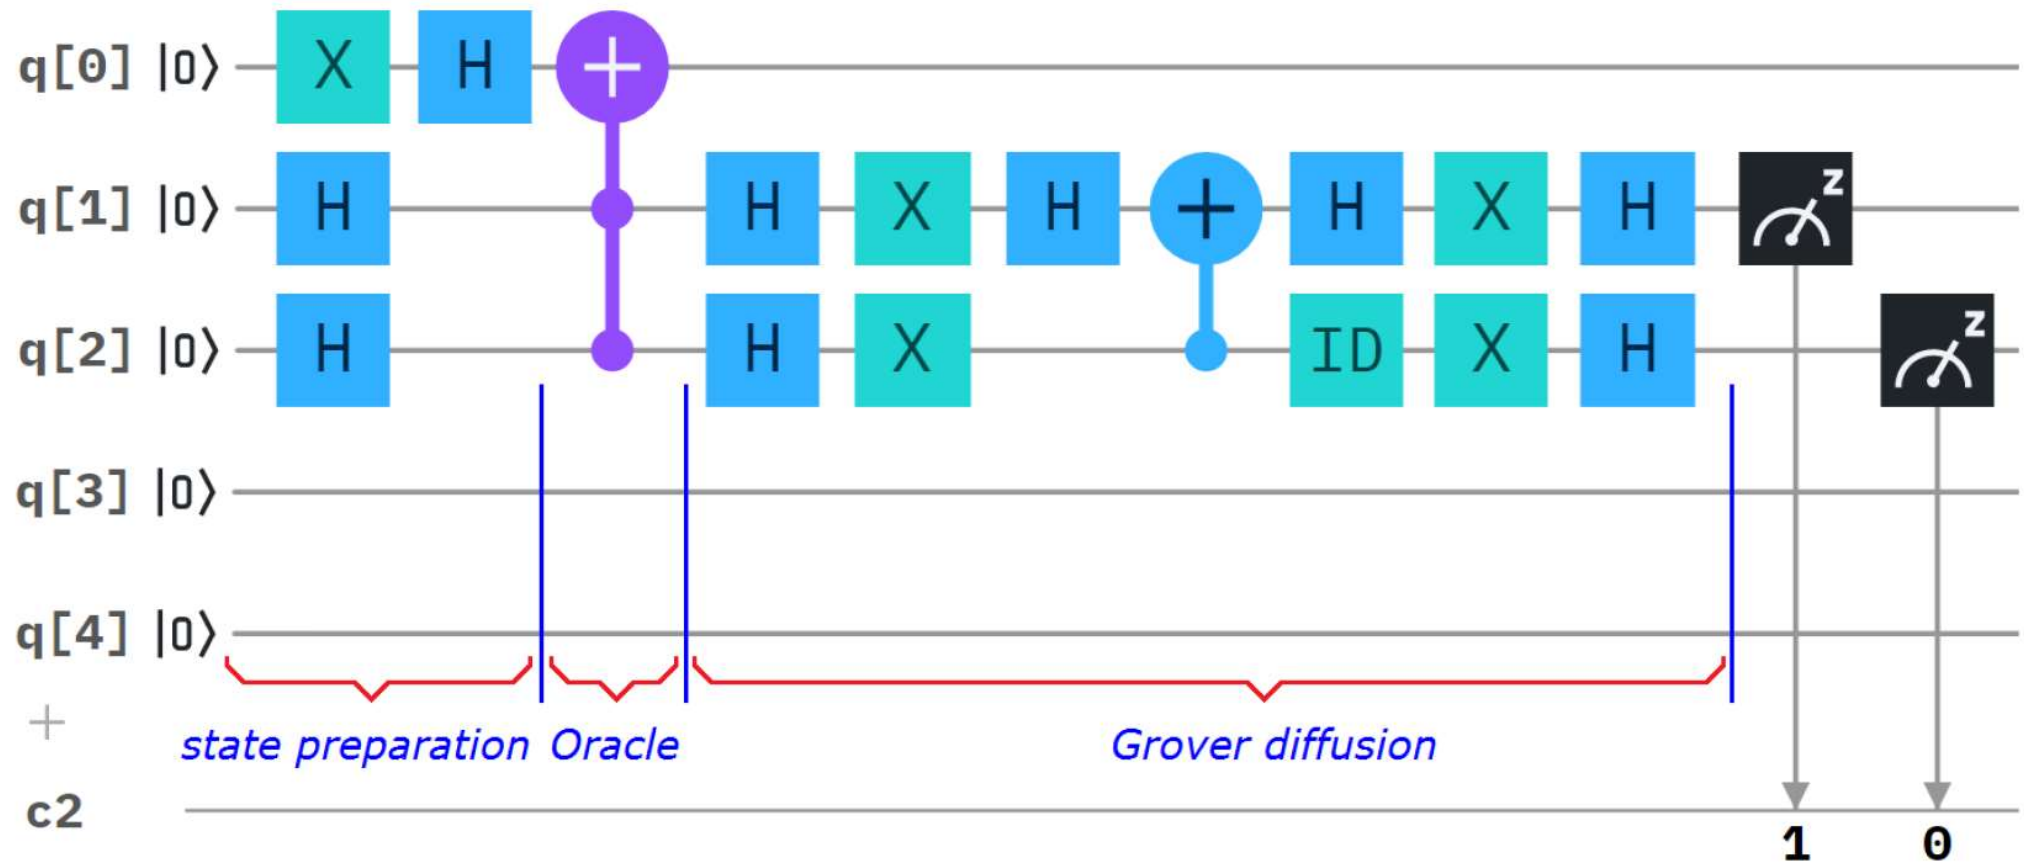 q[0] |0⟩ X H +
q[1] |0⟩ H H X H + H X H z
q[2] |0⟩ H H X ID X H z
q[3] |0⟩
q[4] |0⟩
+
state preparation Oracle Grover diffusion
c2
1 0